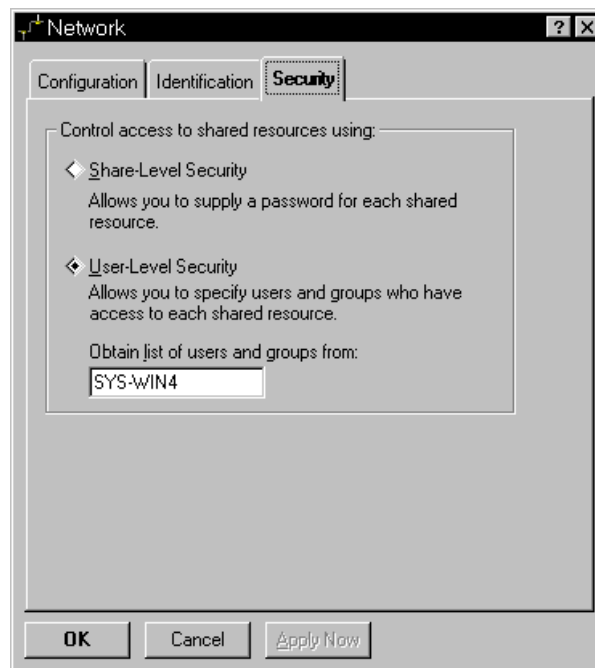 Network
Configuration Identification Security
Control access to shared resources using:
Share-Level Security
Allows you to supply a password for each shared
resource.
User-Level Security
Allows you to specify users and groups who have
access to each shared resource.
Obtain list of users and groups from:
SYS-WIN4
OK Cancel Apply Now